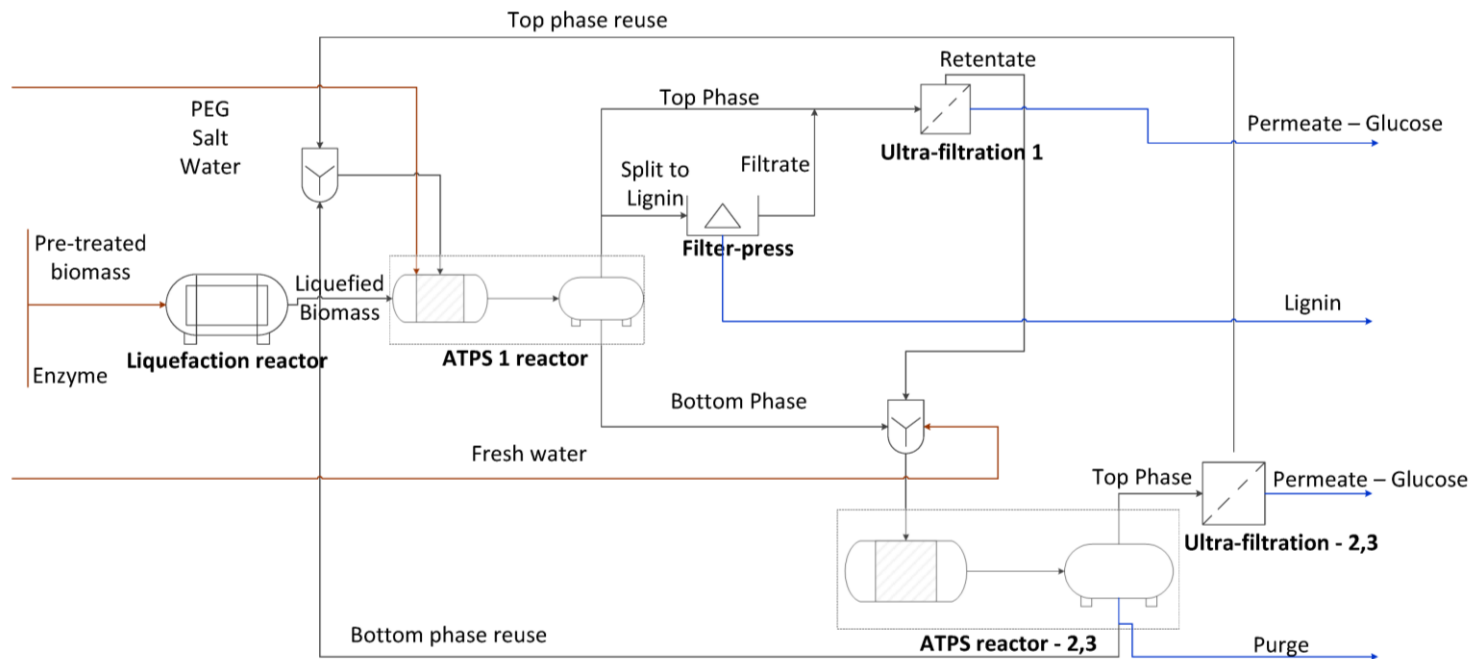 Top phase reuse
Retentate
PEG
Salt
Water
Top Phase
Permeate – Glucose
Ultra-filtration 1
Split to
Lignin
Filtrate
Filter-press
Pre-treated
biomass
Liquefied
Biomass
Lignin
Liquefaction reactor
ATPS 1 reactor
Enzyme
Bottom Phase
Fresh water
Top Phase
Permeate – Glucose
Ultra-filtration - 2,3
Bottom phase reuse
ATPS reactor - 2,3
Purge